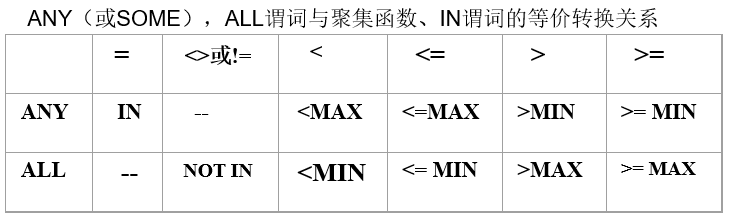 ANY（或SOME），ALL谓词与聚集函数、IN谓词的等价转换关系
= <>或!= < <= > >=
ANY IN -- <MAX <=MAX >MIN >= MIN
ALL -- NOT IN <MIN <= MIN >MAX >= MAX